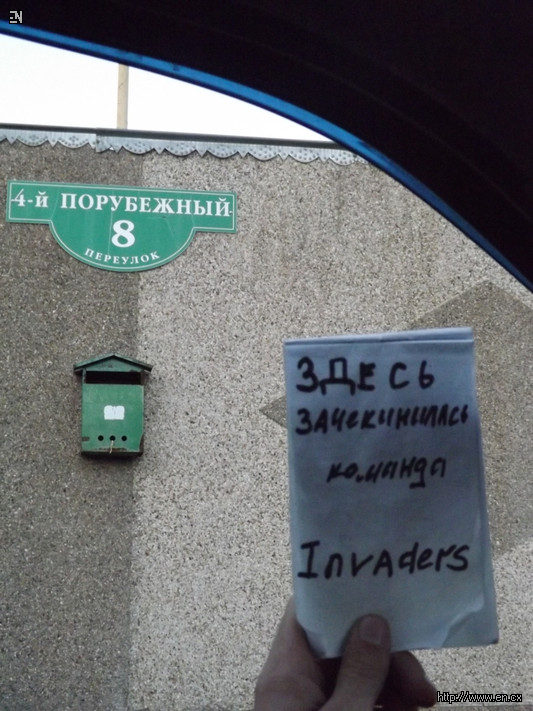 EN
4-й ПОРУБЕЖНЫЙ
8
ПЕРЕУЛОК
ЗДЕСЬ
ЗАЧЕКИНИЛАСЬ
команда
Invaders
http://www.en.cx